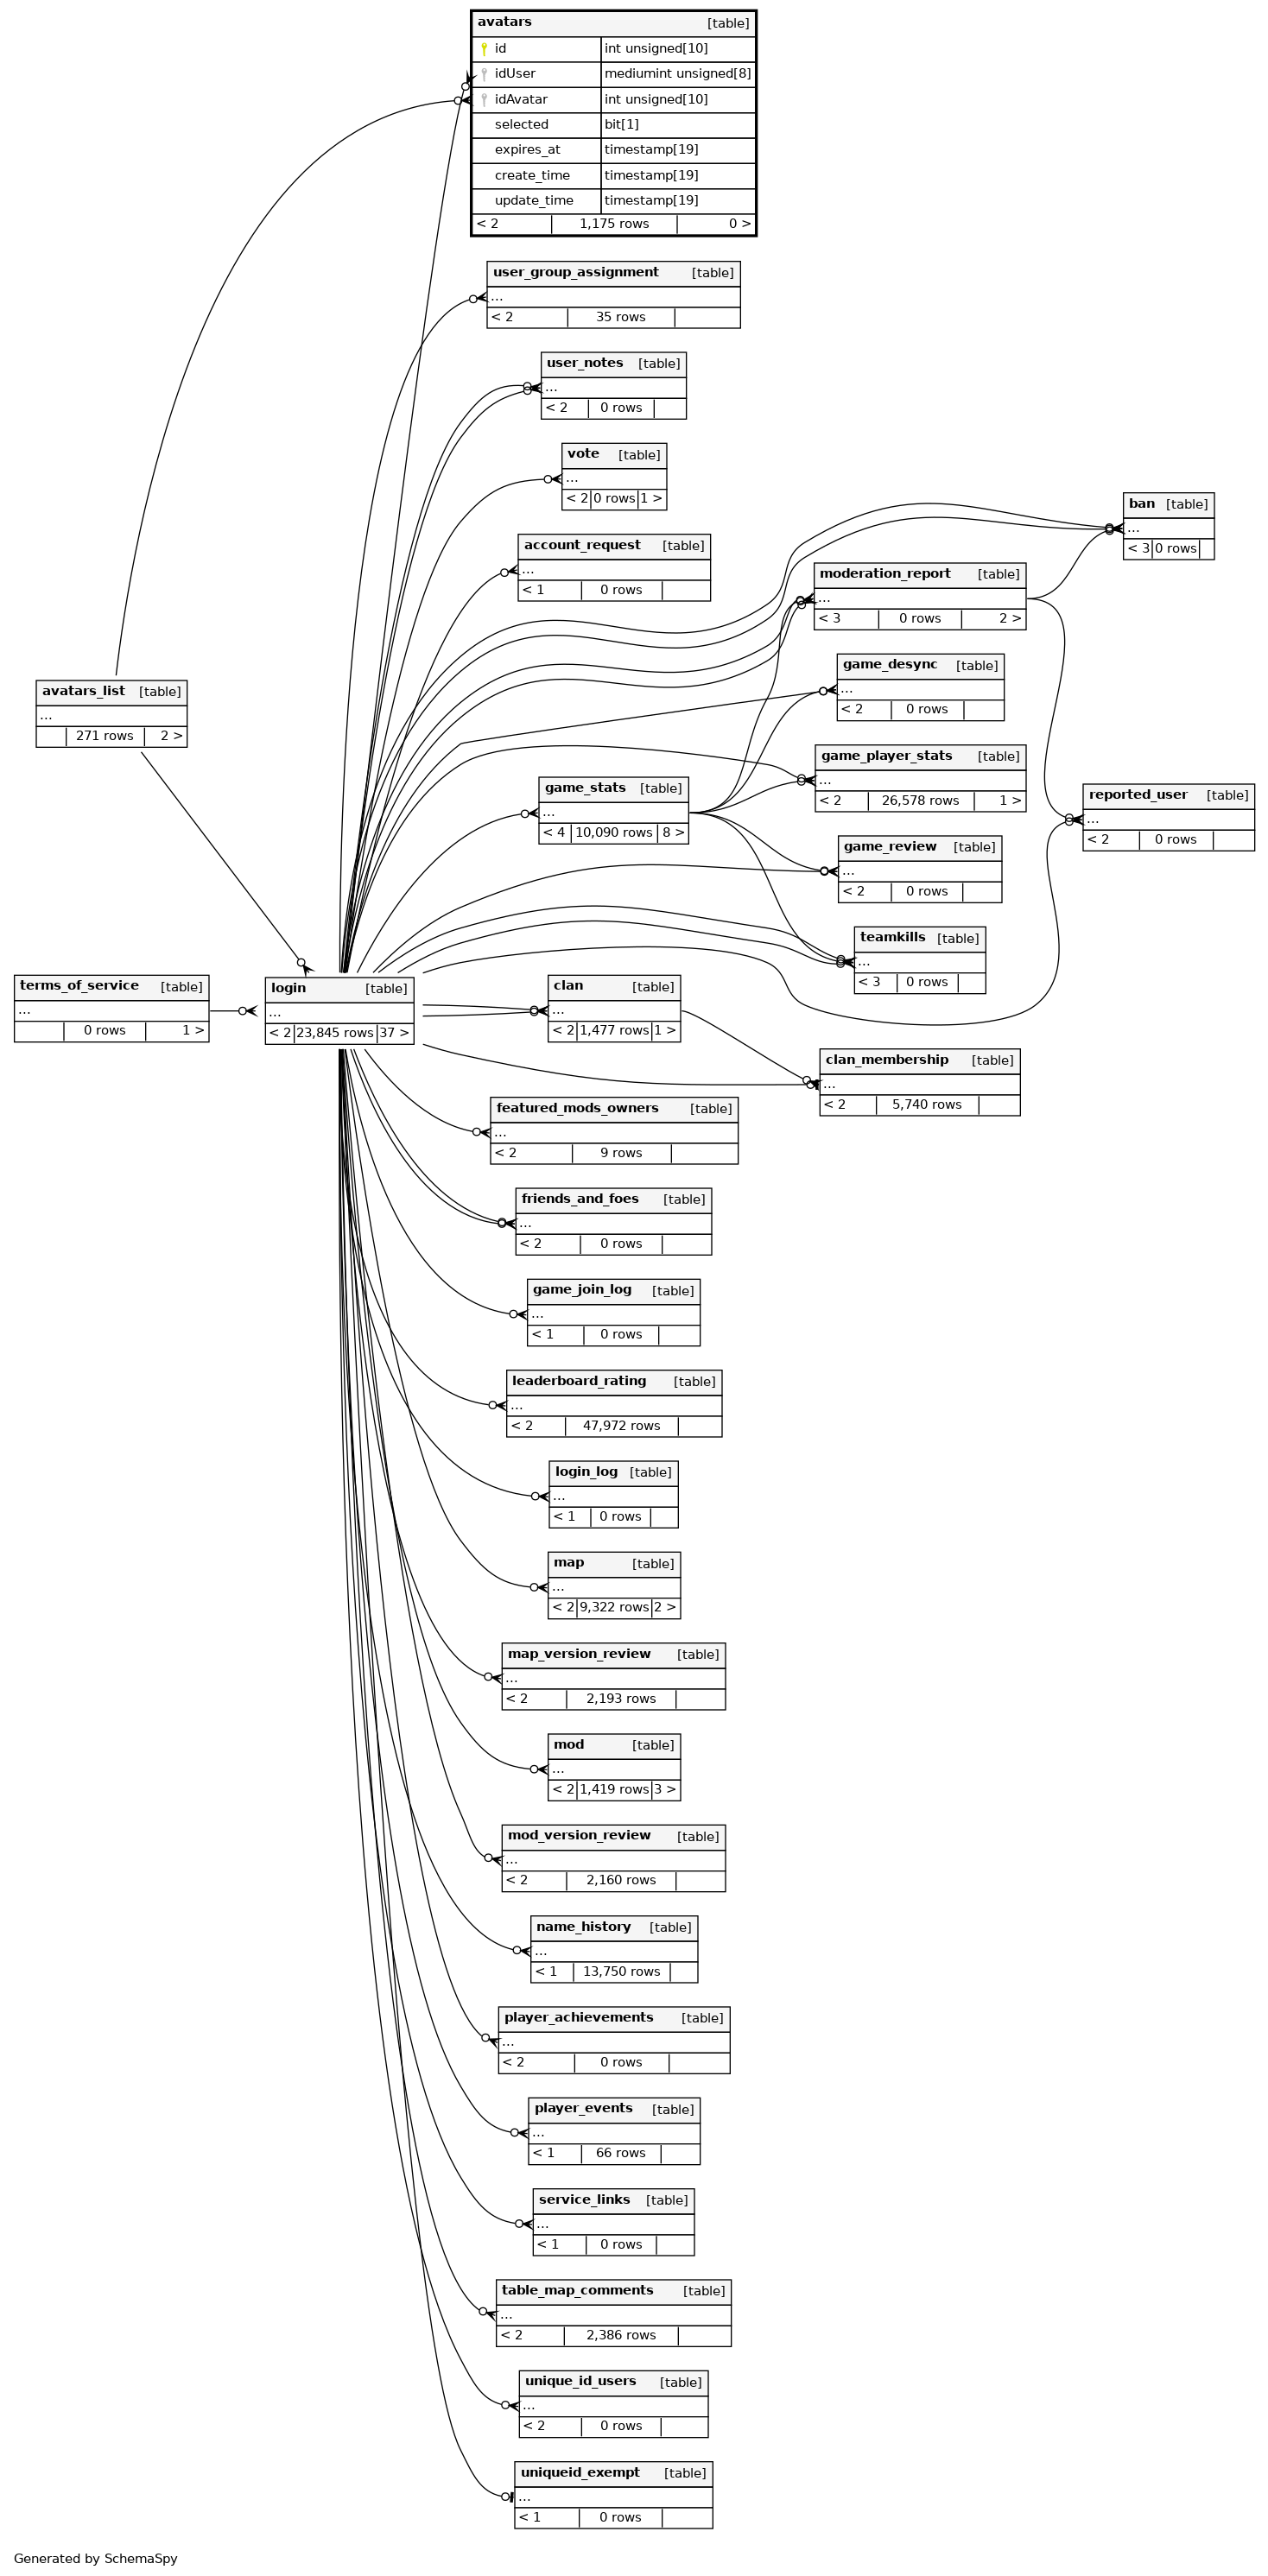 avatars [table]
id int unsigned[10]
idUser mediumint unsigned[8]
idAvatar int unsigned[10]
selected bit[1]
expires_at timestamp[19]
create_time timestamp[19]
update_time timestamp[19]
< 2 1,175 rows 0 >
user_group_assignment [table]
...
< 2 35 rows
user_notes [table]
...
< 2 0 rows
vote [table]
...
< 2 0 rows 1 >
account_request [table]
...
< 1 0 rows
ban [table]
...
< 3 0 rows
moderation_report [table]
...
< 3 0 rows 2 >
game_desync [table]
...
< 2 0 rows
avatars_list [table]
...
271 rows 2 >
game_player_stats [table]
...
< 2 26,578 rows 1 >
game_stats [table]
...
< 4 10,090 rows 8 >
reported_user [table]
...
< 2 0 rows
game_review [table]
...
< 2 0 rows
teamkills [table]
...
< 3 0 rows
terms_of_service [table]
...
0 rows 1 >
login [table]
...
< 2 23,845 rows 37 >
clan [table]
...
< 2 1,477 rows 1 >
clan_membership [table]
...
< 2 5,740 rows
featured_mods_owners [table]
...
< 2 9 rows
friends_and_foes [table]
...
< 2 0 rows
game_join_log [table]
...
< 1 0 rows
leaderboard_rating [table]
...
< 2 47,972 rows
login_log [table]
...
< 1 0 rows
map [table]
...
< 2 9,322 rows 2 >
map_version_review [table]
...
< 2 2,193 rows
mod [table]
...
< 2 1,419 rows 3 >
mod_version_review [table]
...
< 2 2,160 rows
name_history [table]
...
< 1 13,750 rows
player_achievements [table]
...
< 2 0 rows
player_events [table]
...
< 1 66 rows
service_links [table]
...
< 1 0 rows
table_map_comments [table]
...
< 2 2,386 rows
unique_id_users [table]
...
< 2 0 rows
uniqueid_exempt [table]
...
< 1 0 rows
Generated by SchemaSpy